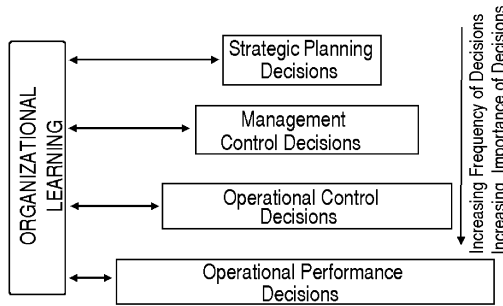 ORGANIZATIONAL
LEARNING
Strategic Planning
Decisions
Management
Control Decisions
Operational Control
Decisions
Operational Performance
Decisions
Increasing Frequency of Decisions
Increasing Importance of Decisions